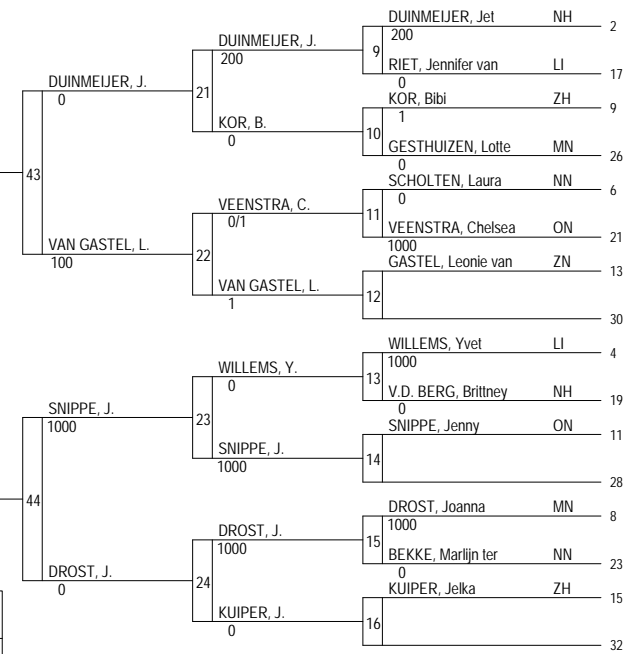 DUINMEIJER, Jet NH 2
200
9
RIET, Jennifer van LI 17
0
KOR, Bibi ZH 9
1
10
GESTHUIZEN, Lotte MN 26
0
SCHOLTEN, Laura NN 6
0
11
VEENSTRA, Chelsea ON 21
1000
GASTEL, Leonie van ZN 13
12
30
WILLEMS, Yvet LI 4
1000
13
V.D. BERG, Brittney NH 19
0
SNIPPE, Jenny ON 11
14
28
DROST, Joanna MN 8
1000
15
BEKKE, Marlijn ter NN 23
0
KUIPER, Jelka ZH 15
16
32
DUINMEIJER, J.
200
21
KOR, B.
0
VEENSTRA, C.
0/1
22
VAN GASTEL, L.
1
WILLEMS, Y.
0
23
SNIPPE, J.
1000
DROST, J.
1000
24
KUIPER, J.
0
DUINMEIJER, J.
0
43
VAN GASTEL, L.
100
SNIPPE, J.
1000
44
DROST, J.
0